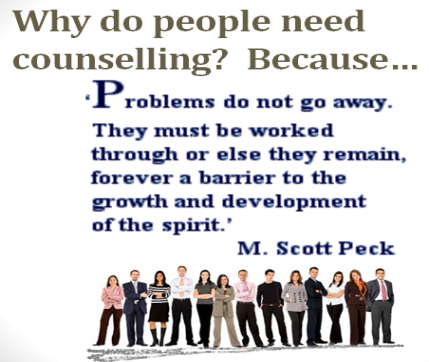 Why do people need
counselling? Because...
‘Problems do not go away.
They must be worked
through or else they remain,
forever a barrier to the
growth and development
of the spirit.’
M. Scott Peck